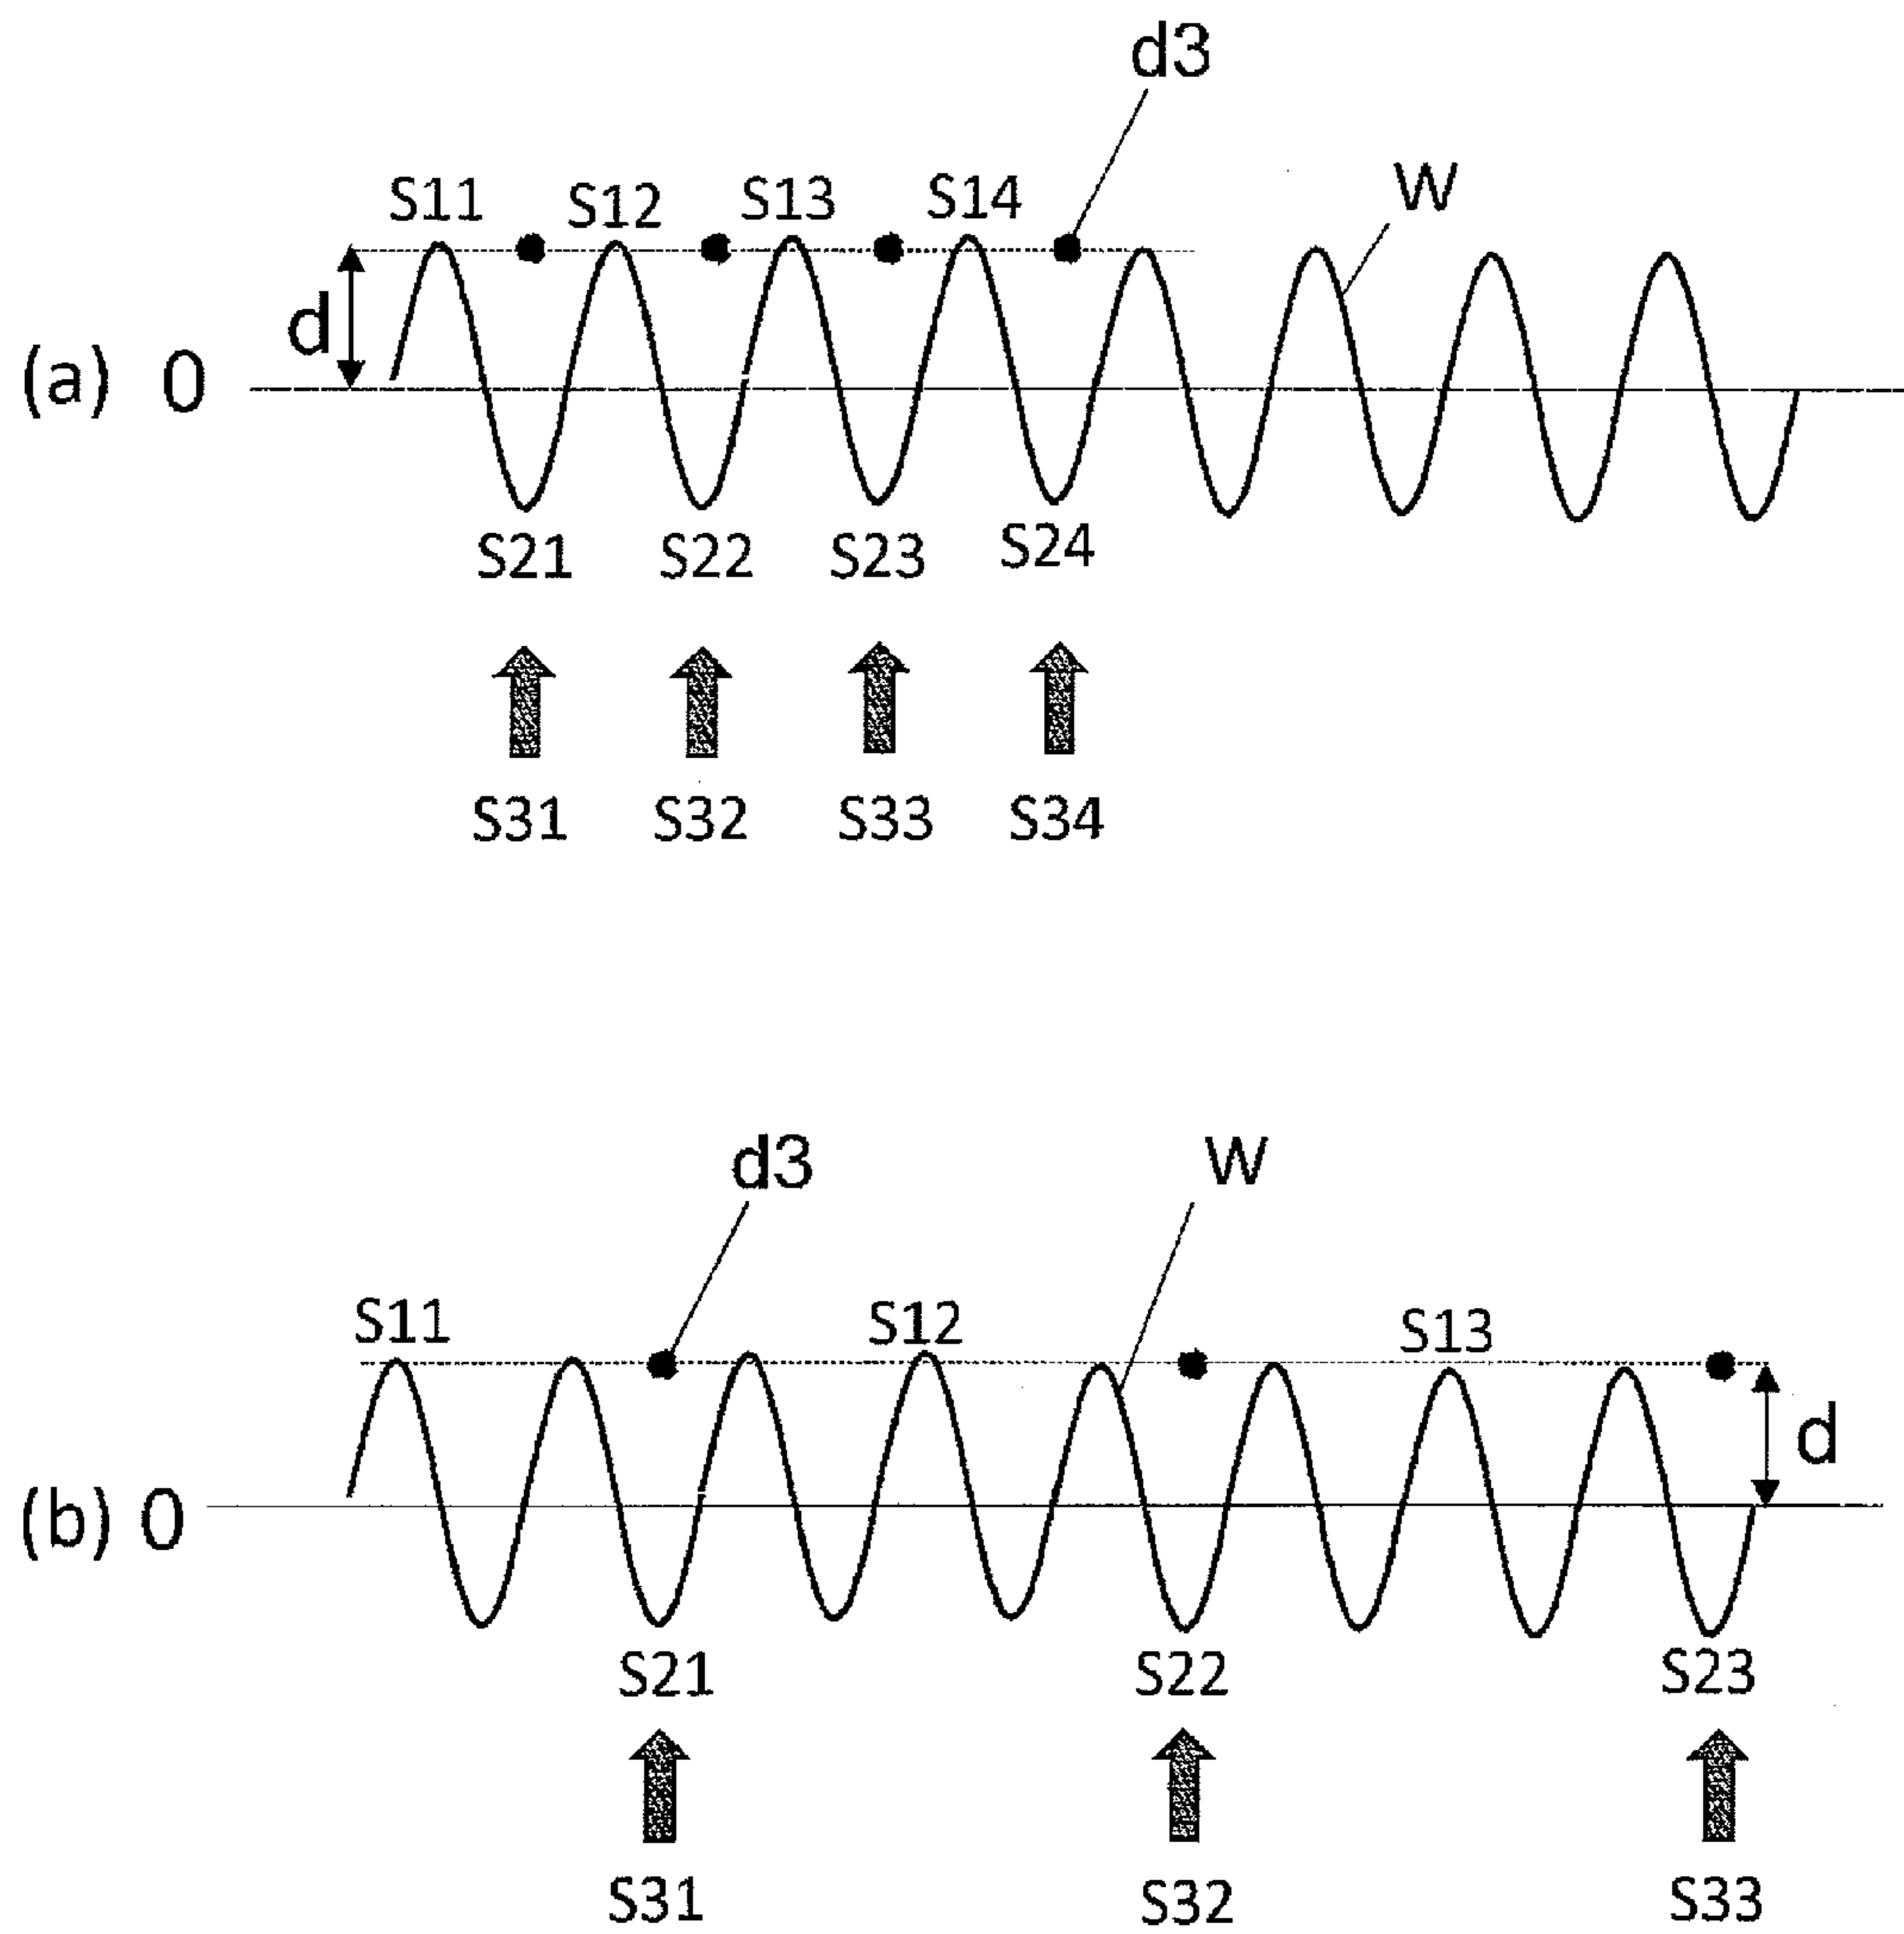 d3
W
S11 S12 S13 S14
d
(a) 0
S21 S22 S23 S24
S31 S32 S33 S34
d3 W
S11 S12 S13
d
(b) 0
S21 S22 S23
S31 S32 S33